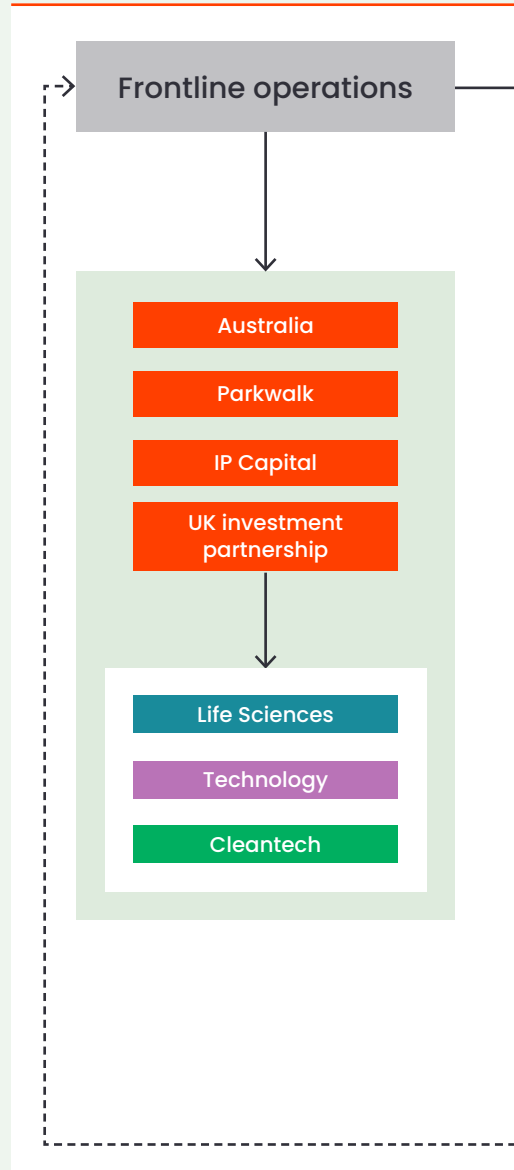 Frontline operations
Australia
Parkwalk
IP Capital
UK investment
partnership
Life Sciences
Technology
Cleantech